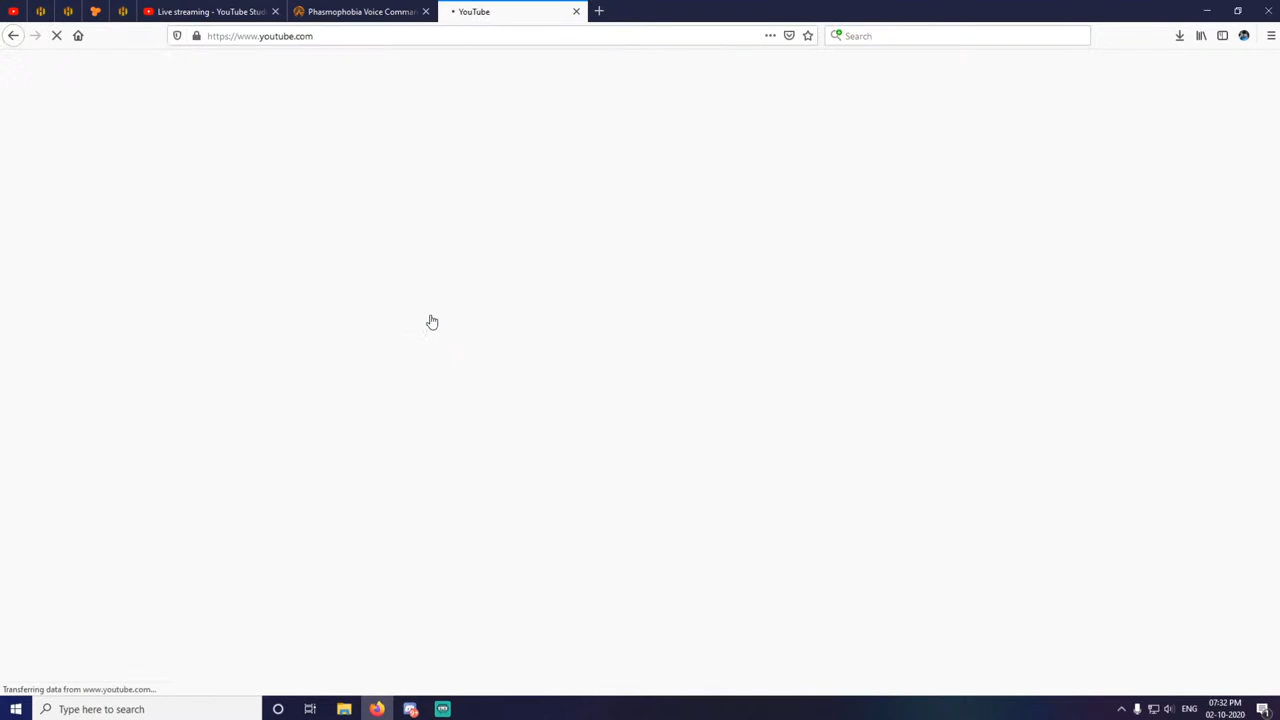 Live streaming - YouTube Stud
Phasmophobia Voice Comman
YouTube
https://www.youtube.com
Search
Transferring data from www.youtube.com...
Type here to search
ENG
07:32 PM
02-10-2020